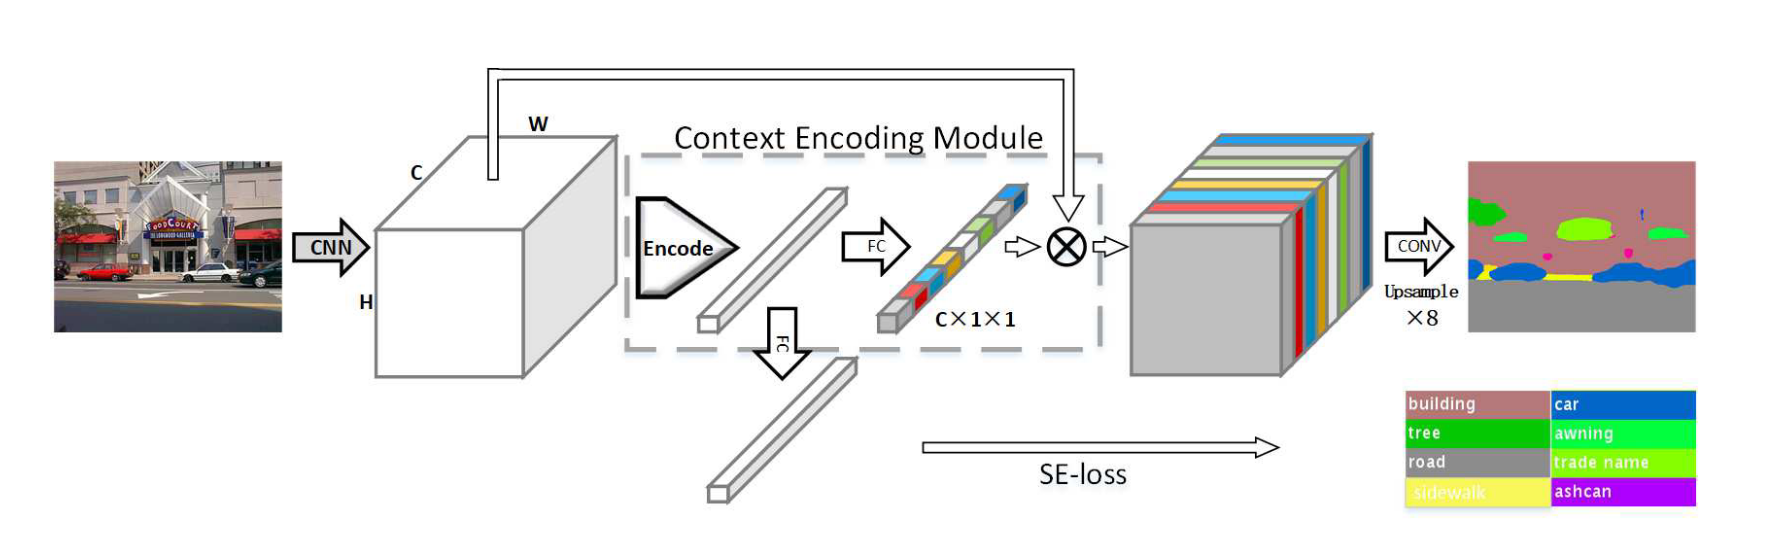 W
Context Encoding Module
C
FOODCOURT
CNN
Encode
FC
CONV
H
Upsample
×8
C×1×1
FC
SE-loss
building
car
tree
awning
road
trade name
sidewalk
ashcan